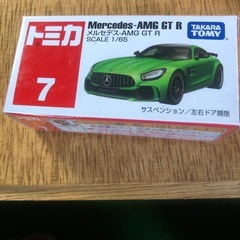 トミカ
7
Mercedes-AMG GT R
メルセデス-AMG GT R
SCALE 1/65
TAKARA TOMY
サスペンション/左右ドア開閉